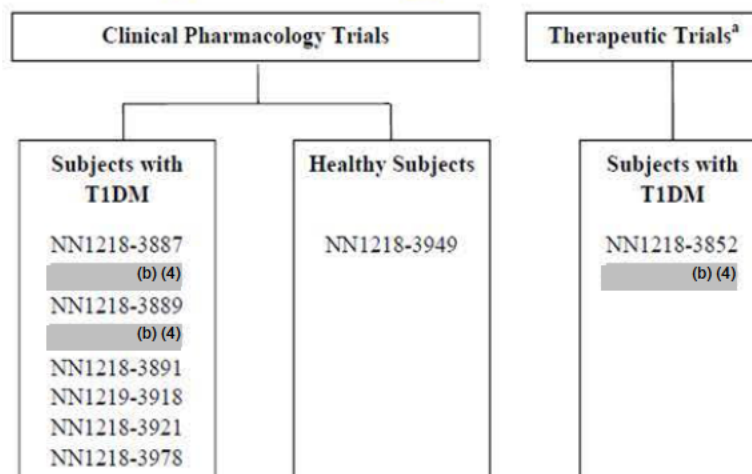 Clinical Pharmacology Trials
Therapeutic Trialsª
Subjects with
T1DM
NN1218-3887
(b) (4)
NN1218-3889
(b) (4)
NN1218-3891
NN1219-3918
NN1218-3921
NN1218-3978
Healthy Subjects
NN1218-3949
Subjects with
T1DM
NN1218-3852
(b) (4)